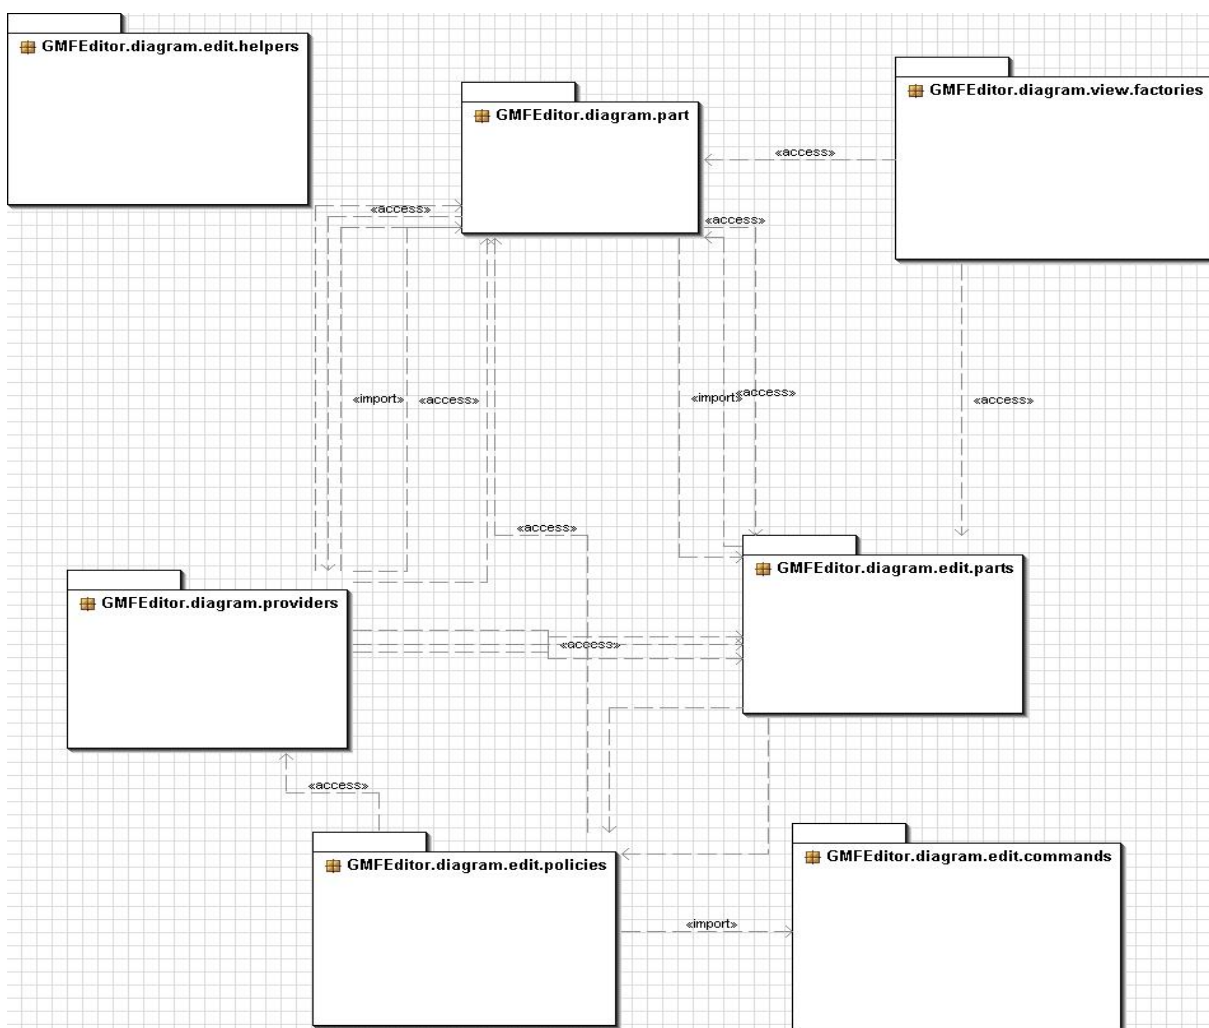 GMFEditor.diagram.edit.helpers
GMFEditor.diagram.view.factories
GMFEditor.diagram.part
«access»
«access»
«access»
«import»
«access»
«import»
«access»
«access»
«access»
GMFEditor.diagram.edit.parts
GMFEditor.diagram.providers
«access»
«access»
GMFEditor.diagram.edit.policies
GMFEditor.diagram.edit.commands
«import»